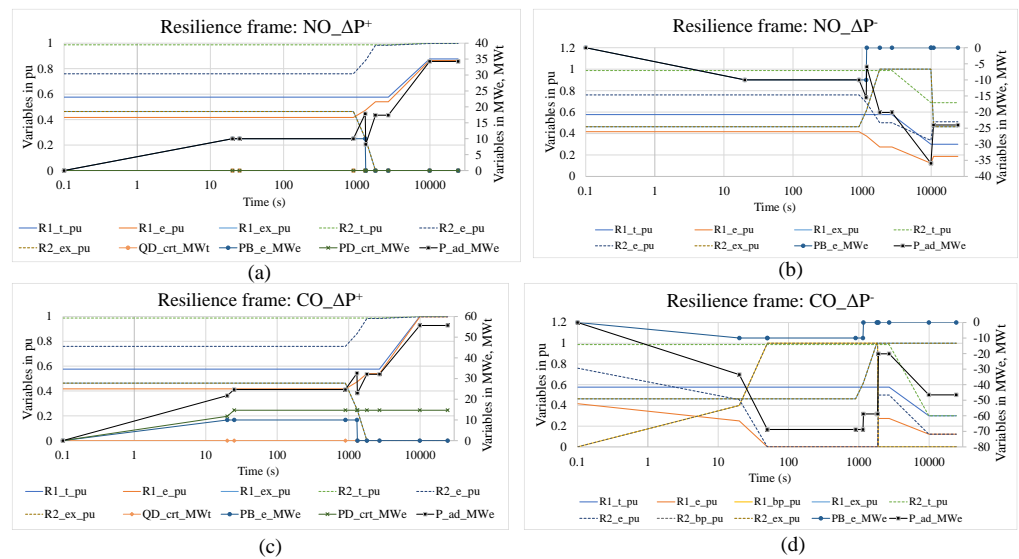 Resilience frame: NO_ΔP⁺
Variables in pu
1
0.8
0.6
0.4
0.2
0
40
35
30
25
20
15
10
5
0
Variables in MWe, MWt
0.1 1 10 100 1000 10000
Time (s)
R1_t_pu R1_e_pu R1_ex_pu R2_t_pu R2_e_pu
R2_ex_pu QD_crt_MWt PB_e_MWe PD_crt_MWe P_ad_MWe
(a)
Resilience frame: NO_ΔP⁻
Variables in pu
1.2
1
0.8
0.6
0.4
0.2
0
0
-5
-10
-15
-20
-25
-30
-35
-40
Variables in MWe, MWt
0.1 1 10 100 1000 10000
Time (s)
R1_t_pu R1_e_pu R1_ex_pu R2_t_pu
R2_e_pu R2_ex_pu PB_e_MWe P_ad_MWe
(b)
Resilience frame: CO_ΔP⁺
Variables in pu
1
0.8
0.6
0.4
0.2
0
60
50
40
30
20
10
0
Variables in MWe, MWt
0.1 1 10 100 1000 10000
Time (s)
R1_t_pu R1_e_pu R1_ex_pu R2_t_pu R2_e_pu
R2_ex_pu QD_crt_MWt PB_e_MWe PD_crt_MWe P_ad_MWe
(c)
Resilience frame: CO_ΔP⁻
Variables in pu
1.2
1
0.8
0.6
0.4
0.2
0
0
-10
-20
-30
-40
-50
-60
-70
-80
Variables in MWe, MWt
0.1 1 10 100 1000 10000
Time (s)
R1_t_pu R1_e_pu R1_bp_pu R1_ex_pu R2_t_pu
R2_e_pu R2_bp_pu R2_ex_pu PB_e_MWe P_ad_MWe
(d)